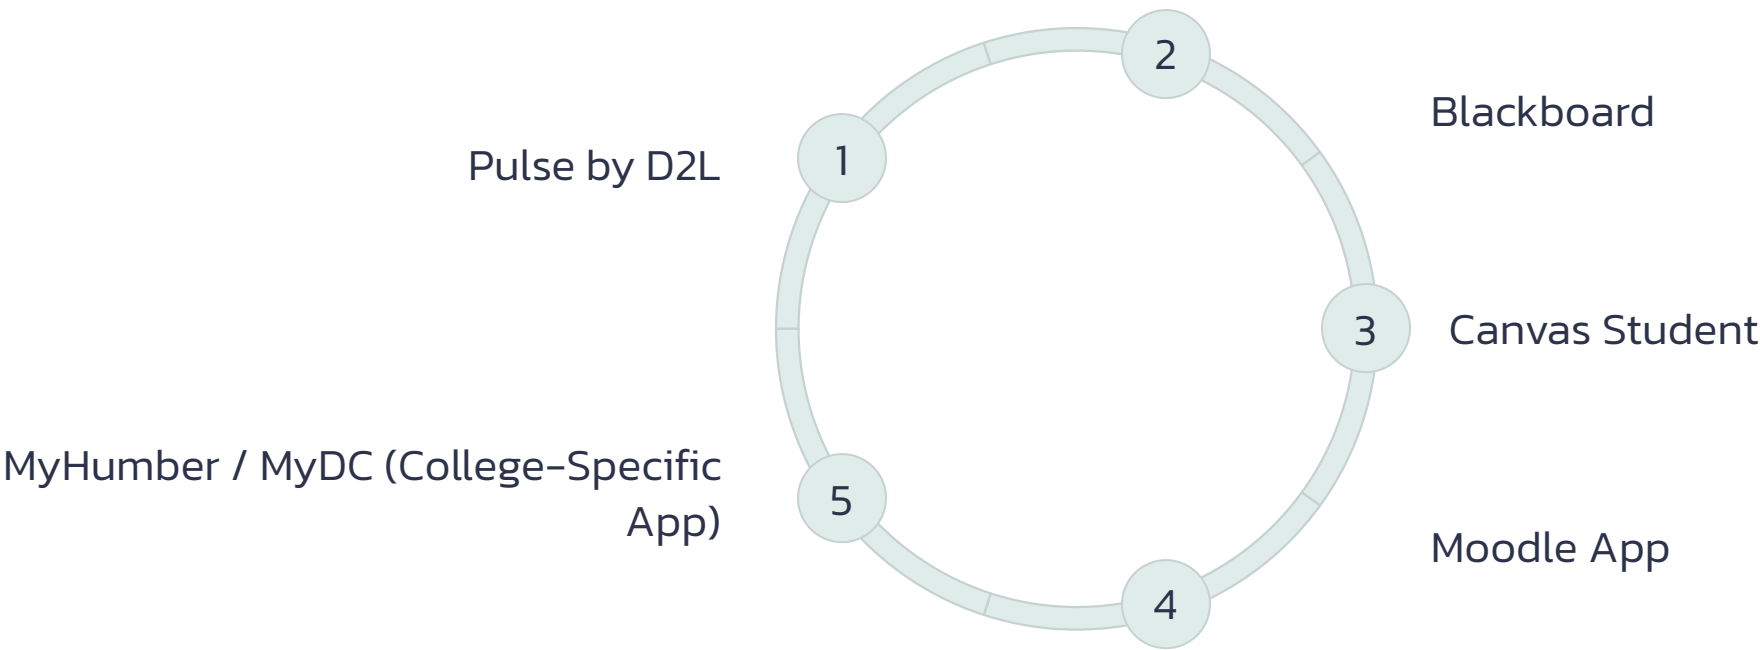 1
Pulse by D2L
2
Blackboard
3
Canvas Student
4
Moodle App
5
MyHumber / MyDC (College-Specific
App)